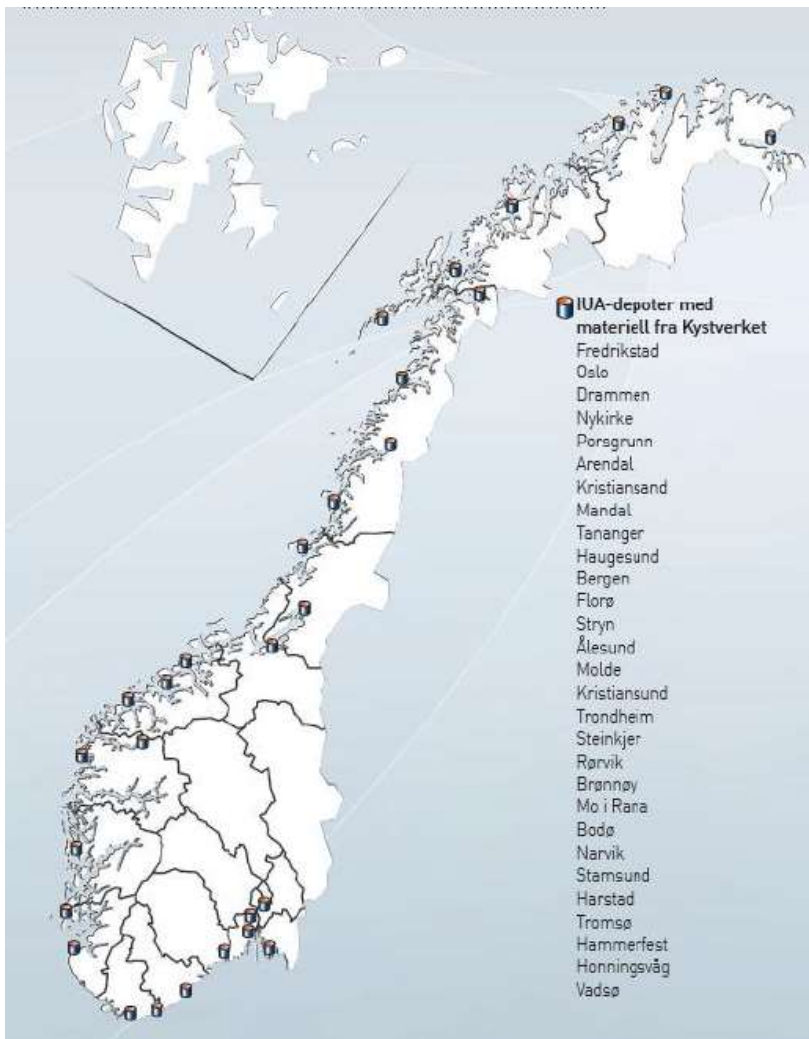 IUA-depoter med
materiell fra Kystverket
Fredrikstad
Oslo
Drammen
Nykirke
Porsgrunn
Arendal
Kristiansand
Mandal
Tananger
Haugesund
Bergen
Florø
Stryn
Ålesund
Molde
Kristiansund
Trondheim
Steinkjer
Rørvik
Brønnøy
Mo i Rana
Bodø
Narvik
Stamsund
Harstad
Tromsø
Hammerfest
Honningsvåg
Vadsø